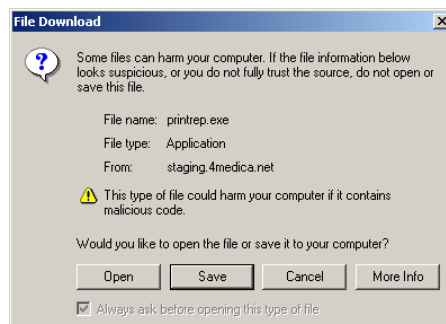 File Download
Some files can harm your computer. If the file information below
looks suspicious, or you do not fully trust the source, do not open or
save this file.
File name: printrep.exe
File type: Application
From: staging.4medica.net
This type of file could harm your computer if it contains
malicious code.
Would you like to open the file or save it to your computer?
Open Save Cancel More Info
Always ask before opening this type of file